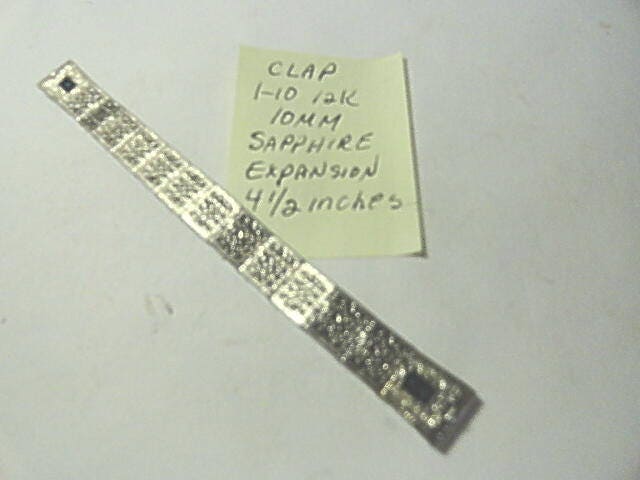 CLAP
1-10 12K
10MM
SAPPHIRE
EXPANSION
4 1/2 inches